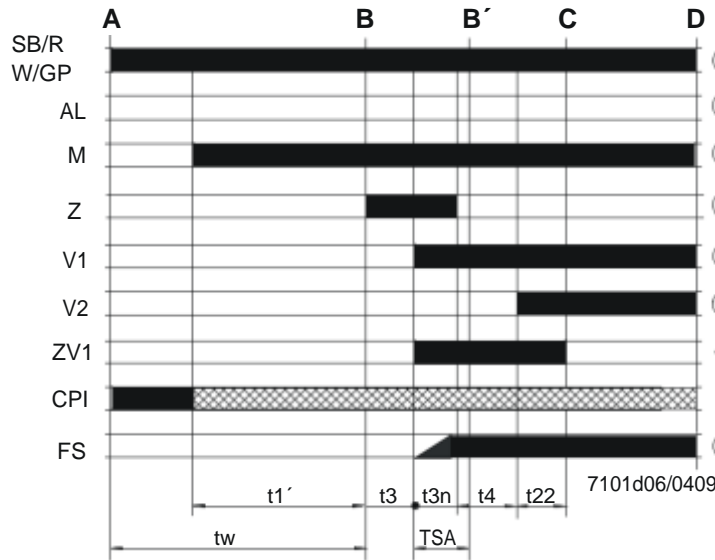 A B B´ C D
SB/R
W/GP
AL
M
Z
V1
V2
ZV1
CPI
FS
7101d06/0409
t1´ t3 t3n t4 t22
tw TSA